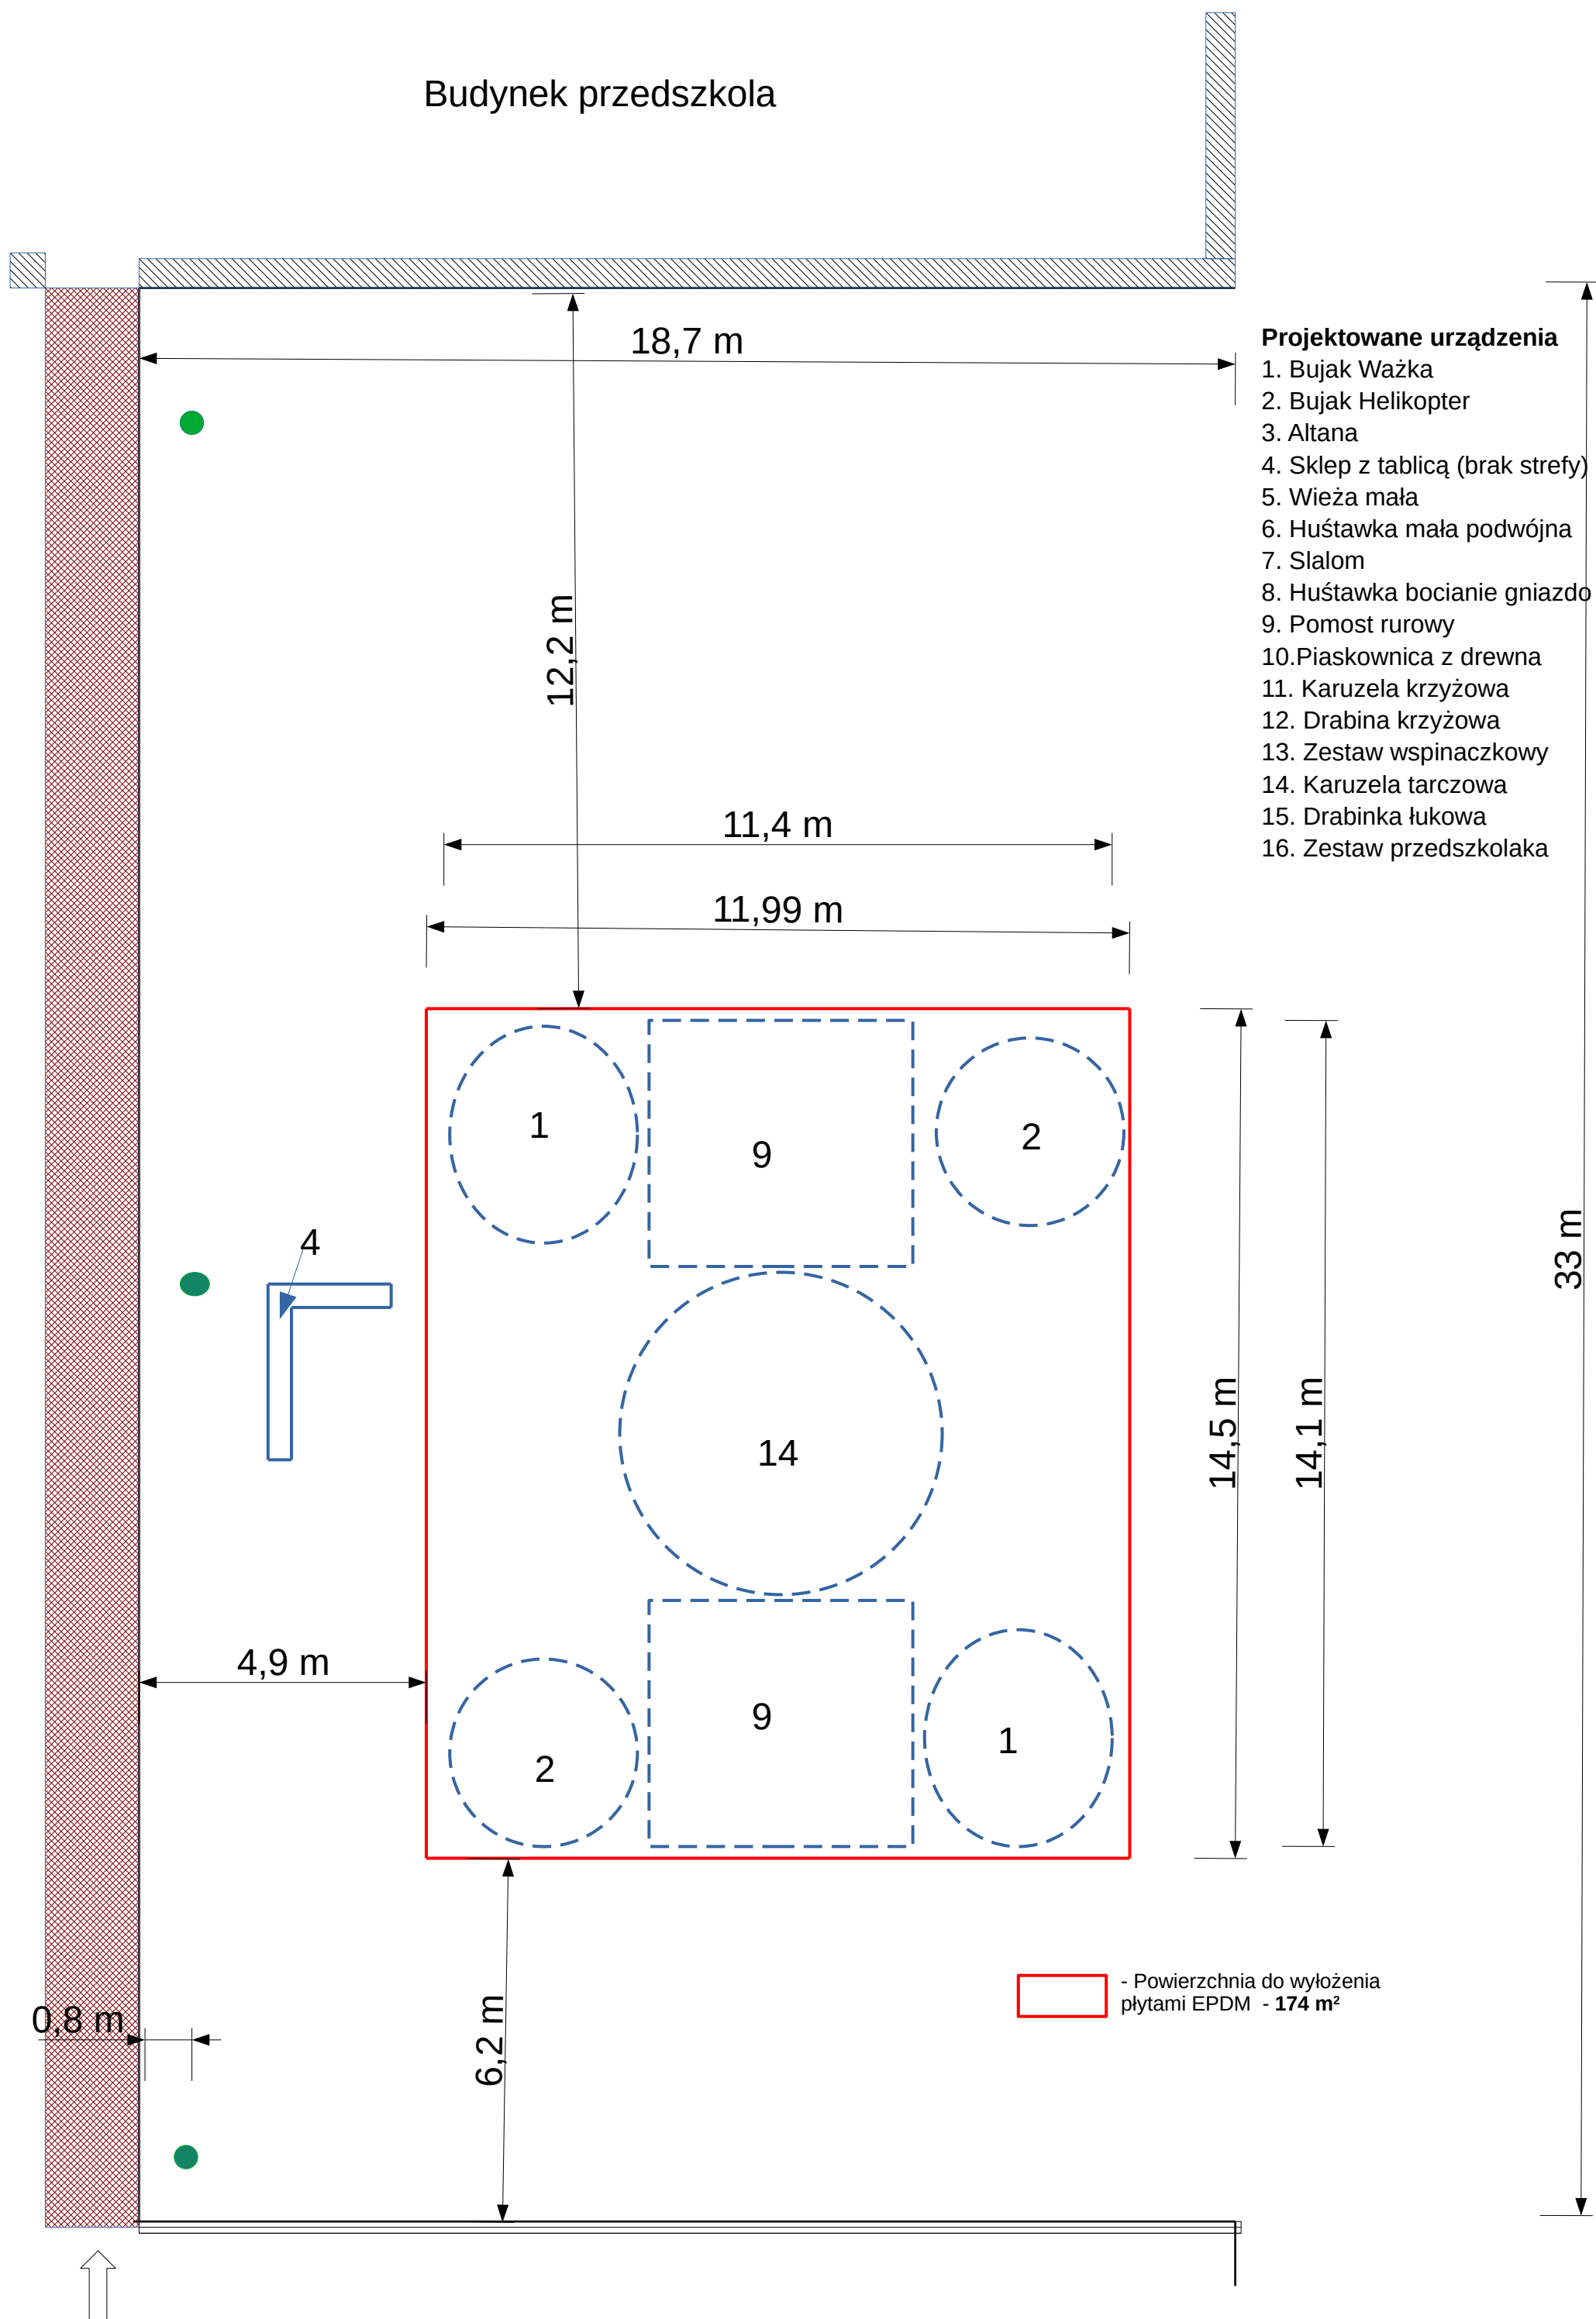 Budynek przedszkola
18,7 m
Projektowane urządzenia
1. Bujak Ważka
2. Bujak Helikopter
3. Altana
4. Sklep z tablicą (brak strefy)
5. Wieża mała
6. Huśtawka mała podwójna
7. Slalom
8. Huśtawka bocianie gniazdo
9. Pomost rurowy
10.Piaskownica z drewna
11. Karuzela krzyżowa
12. Drabina krzyżowa
13. Zestaw wspinaczkowy
14. Karuzela tarczowa
15. Drabinka łukowa
16. Zestaw przedszkolaka
12,2 m
11,4 m
11,99 m
1
9
2
4
33 m
14,5 m
14,1 m
14
4,9 m
9
1
2
- Powierzchnia do wyłożenia
płytami EPDM - 174 m²
0,8 m
6,2 m